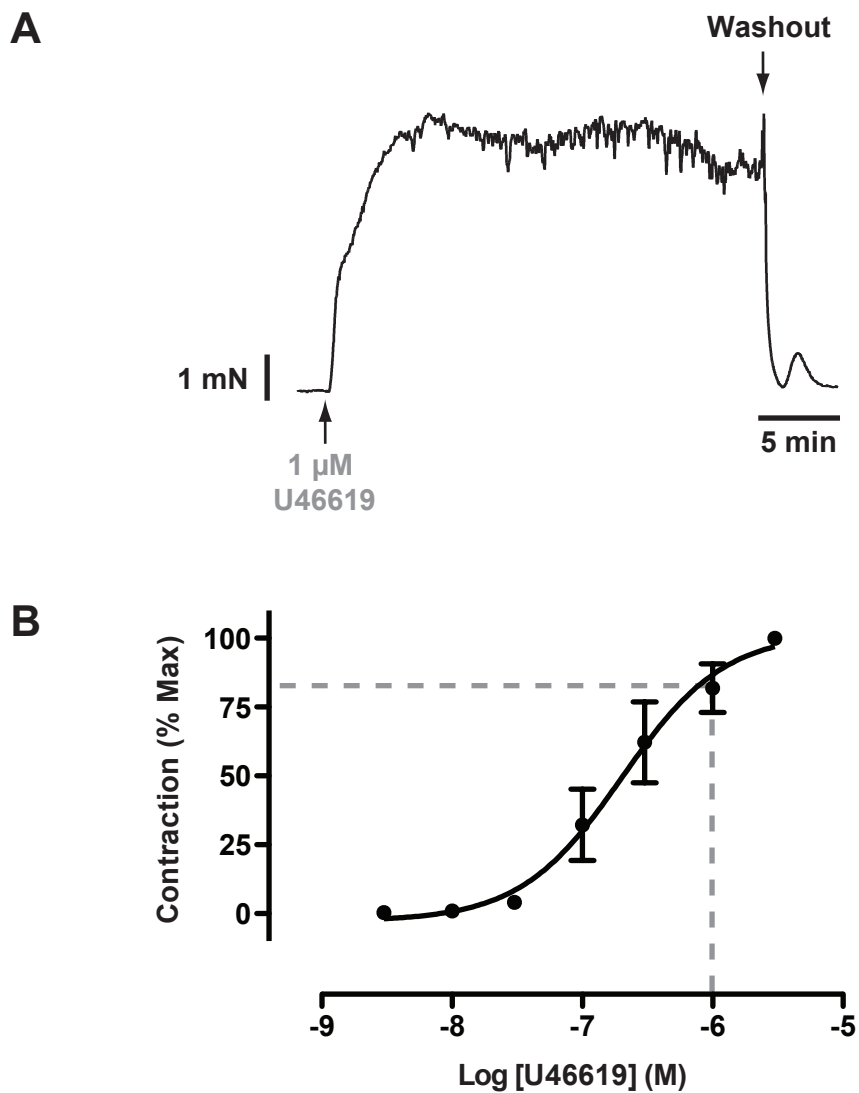 A
Washout
1 mN
1 µM
U46619
5 min
B
Contraction (% Max)
100
75
50
25
0
-9 -8 -7 -6 -5
Log [U46619] (M)